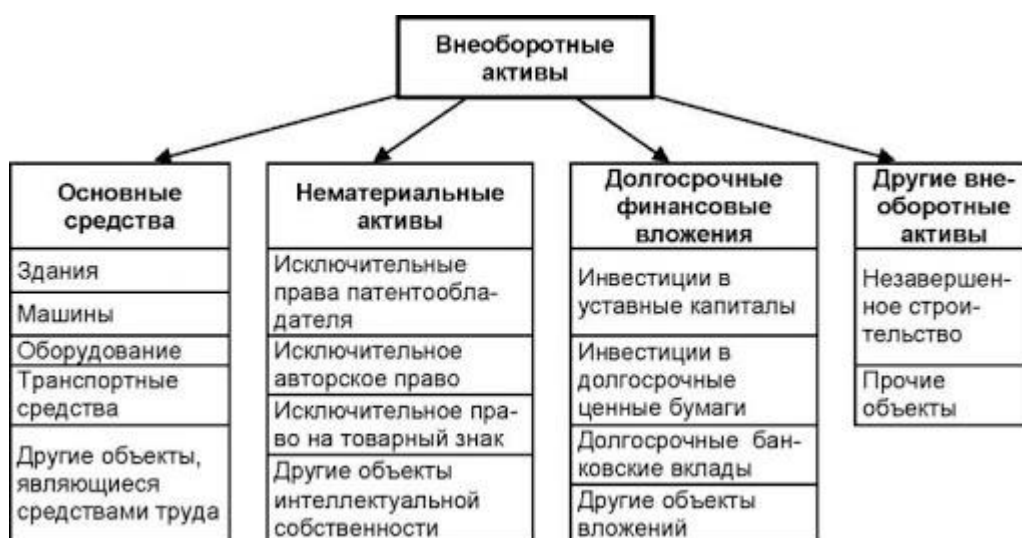 Внеоборотные
активы
Основные
средства
Здания
Машины
Оборудование
Транспортные
средства
Другие объекты,
являющиеся
средствами труда
Нематериальные
активы
Исключительные
права патентообла-
дателя
Исключительное
авторское право
Исключительное пра-
во на товарный знак
Другие объекты
интеллектуальной
собственности
Долгосрочные
финансовые
вложения
Инвестиции в
уставные капиталы
Инвестиции в
долгосрочные
ценные бумаги
Долгосрочные бан-
ковские вклады
Другие объекты
вложений
Другие вне-
оборотные
активы
Незавершен-
ное строи-
тельство
Прочие
объекты